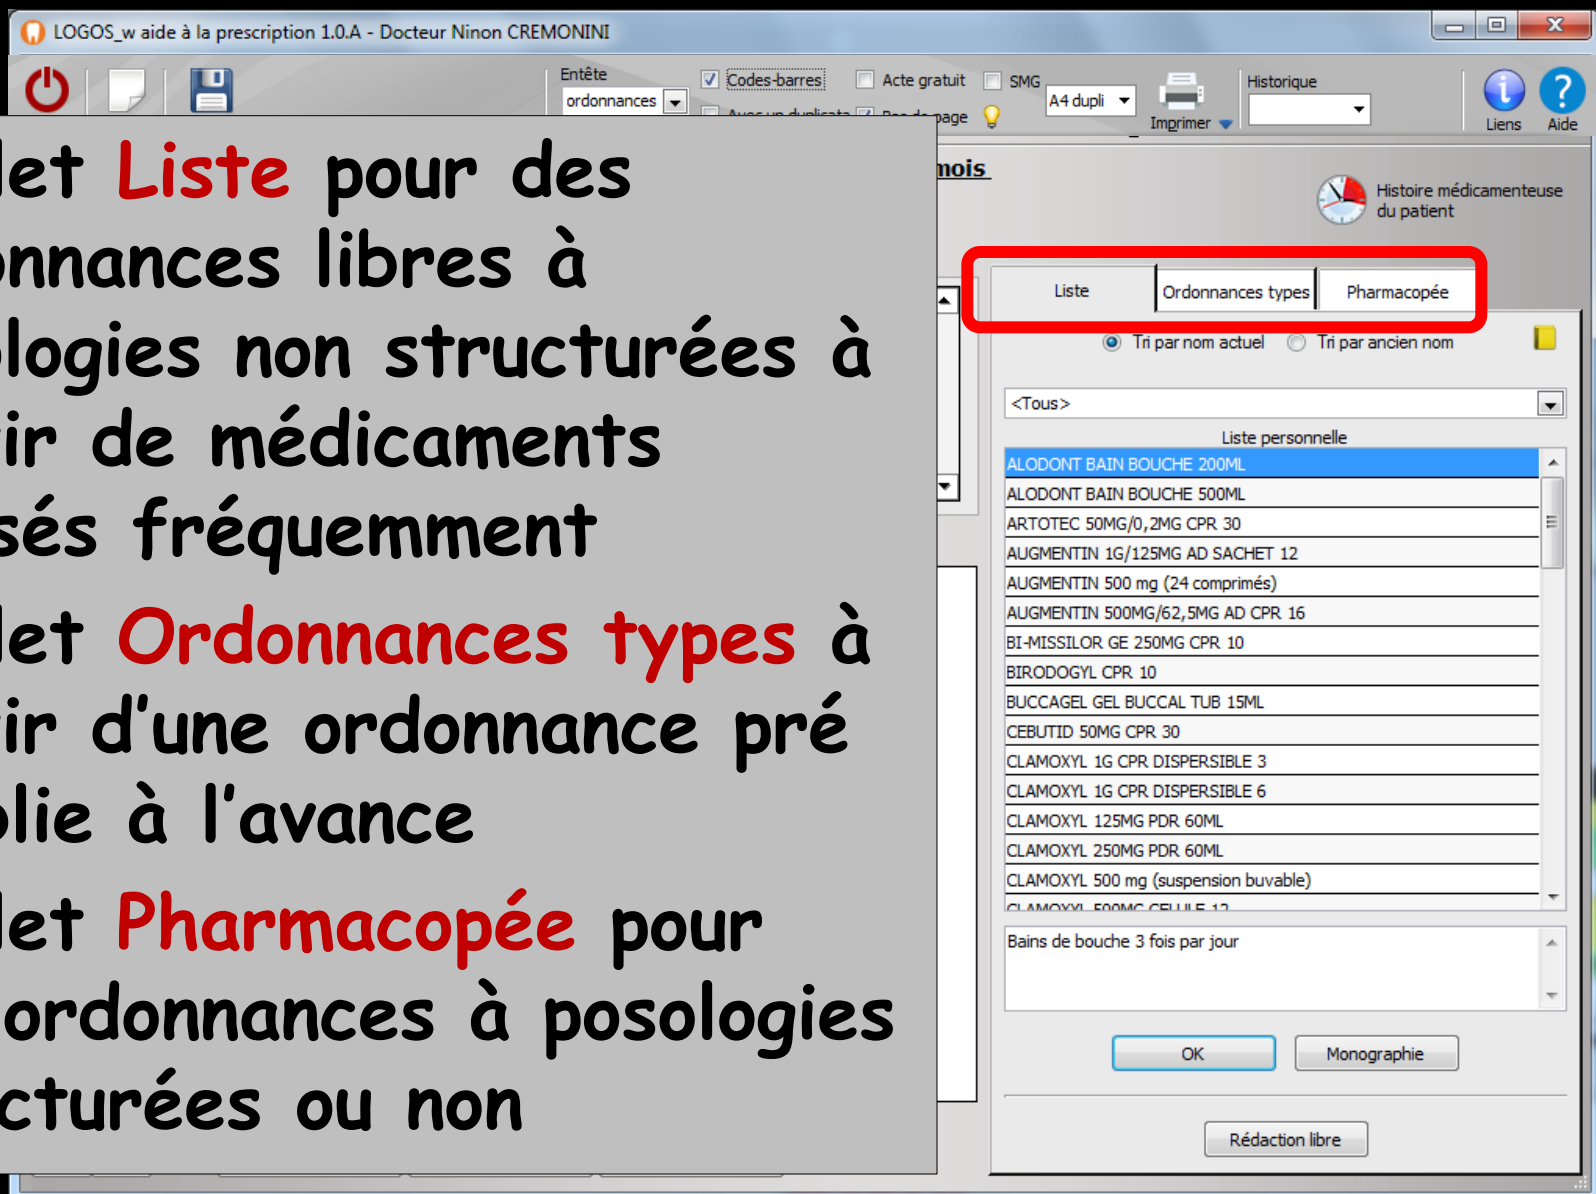 LOGOS_w aide à la prescription 1.0.A - Docteur Ninon CREMONINI
Entête
ordonnances
Codes-barres
Acte gratuit
SMG
A4 dupli
Imprimer
Historique
Liens
Aide
page
mois
Histoire médicamenteuse
du patient
let Liste pour des
onnances libres à
ologies non structurées à
ir de médicaments
sés fréquemment
let Ordonnances types à
ir d'une ordonnance pré
plie à l'avance
let Pharmacopée pour
ordonnances à posologies
cturées ou non
Liste
Ordonnances types
Pharmacopée
Tri par nom actuel
Tri par ancien nom
<Tous>
Liste personnelle
ALODONT BAIN BOUCHE 200ML
ALODONT BAIN BOUCHE 500ML
ARTOTEC 50MG/0,2MG CPR 30
AUGMENTIN 1G/125MG AD SACHET 12
AUGMENTIN 500 mg (24 comprimés)
AUGMENTIN 500MG/62,5MG AD CPR 16
BI-MISSILOR GE 250MG CPR 10
BIRODOGYL CPR 10
BUCCAGEL GEL BUCCAL TUB 15ML
CEBUTID 50MG CPR 30
CLAMOXYL 1G CPR DISPERSIBLE 3
CLAMOXYL 1G CPR DISPERSIBLE 6
CLAMOXYL 125MG PDR 60ML
CLAMOXYL 250MG PDR 60ML
CLAMOXYL 500 mg (suspension buvable)
CLAMOXYL 500MG GELULE 12
Bains de bouche 3 fois par jour
OK
Monographie
Rédaction libre